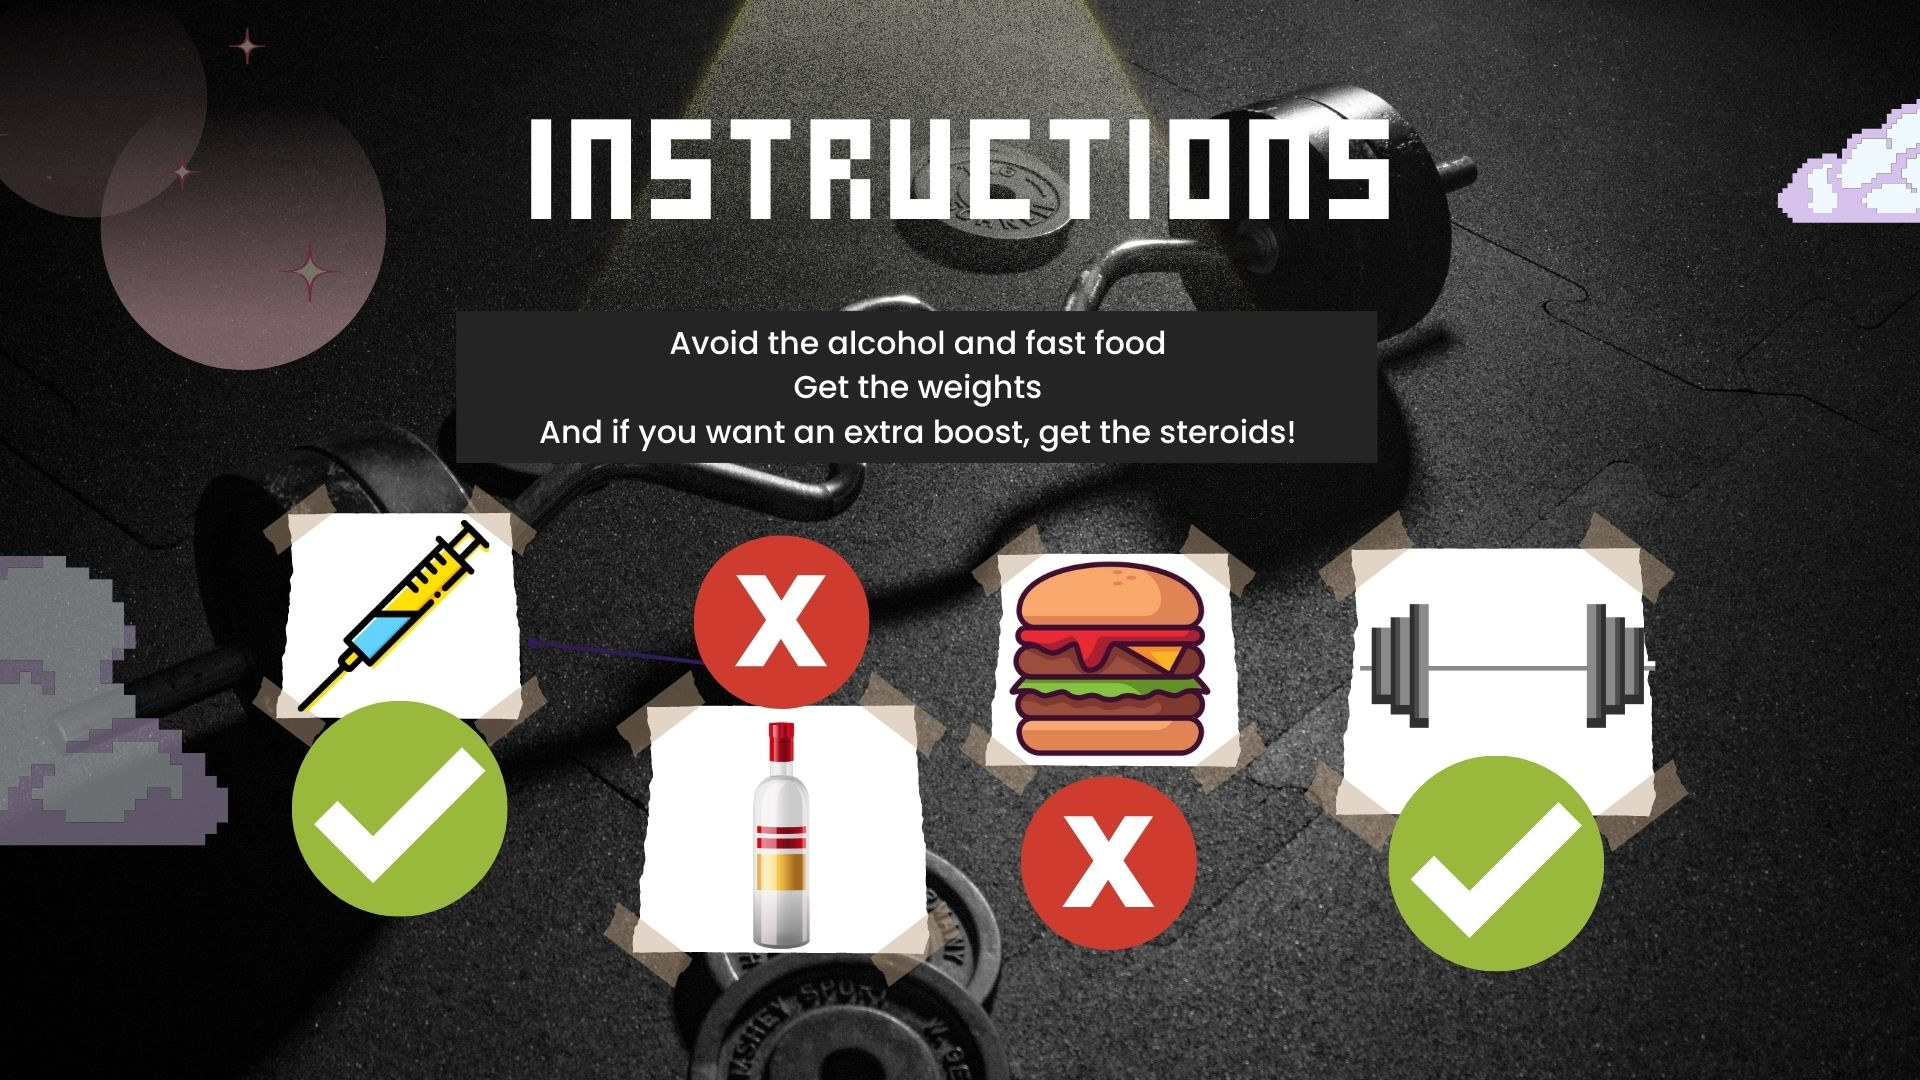 INSTRUCTIONS
Avoid the alcohol and fast food
Get the weights
And if you want an extra boost, get the steroids!
X
X